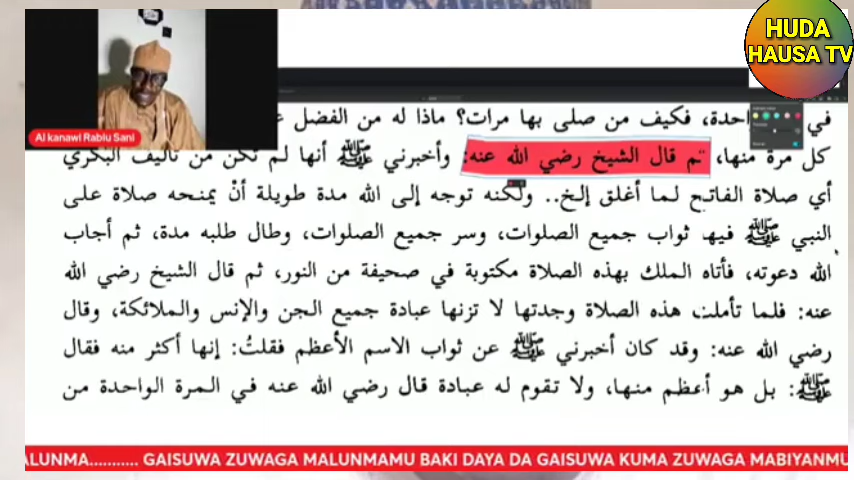 HUDA
HAUSA TV
Al kanawi Rabiu Sani
في احدة، فكيف من صلى بها مرات؟ ماذا له من الفضل
كل مرة منها، ثم قال الشيخ رضي الله عنه: وأخبرني ﷺ أنها لم تكن من تأليف البكري
أي صلاة الفاتح لما أغلق إلخ.. ولكنه توجه إلى الله مدة طويلة أنْ يمنحه صلاة على
النبي ﷺ فيها ثواب جميع الصلوات، وسر جميع الصلوات، وطال طلبه مدة، ثم أجاب
الله دعوته، فأتاه الملك بهذه الصلاة مكتوبة في صحيفة من النور، ثم قال الشيخ رضي الله
عنه: فلما تأملت هذه الصلاة وجدتها لا تزنها عبادة جميع الجن والإنس والملائكة، وقال
رضي الله عنه: وقد كان أخبرني ﷺ عن ثواب الاسم الأعظم فقلتُ: إنها أكثر منه فقال
ﷺ: بل هو أعظم منها، ولا تقوم له عبادة قال رضي الله عنه في المرة الواحدة من
ALUNMA.......... GAISUWA ZUWAGA MALUNMAMU BAKI DAYA DA GAISUWA KUMA ZUWAGA MABIYANMU